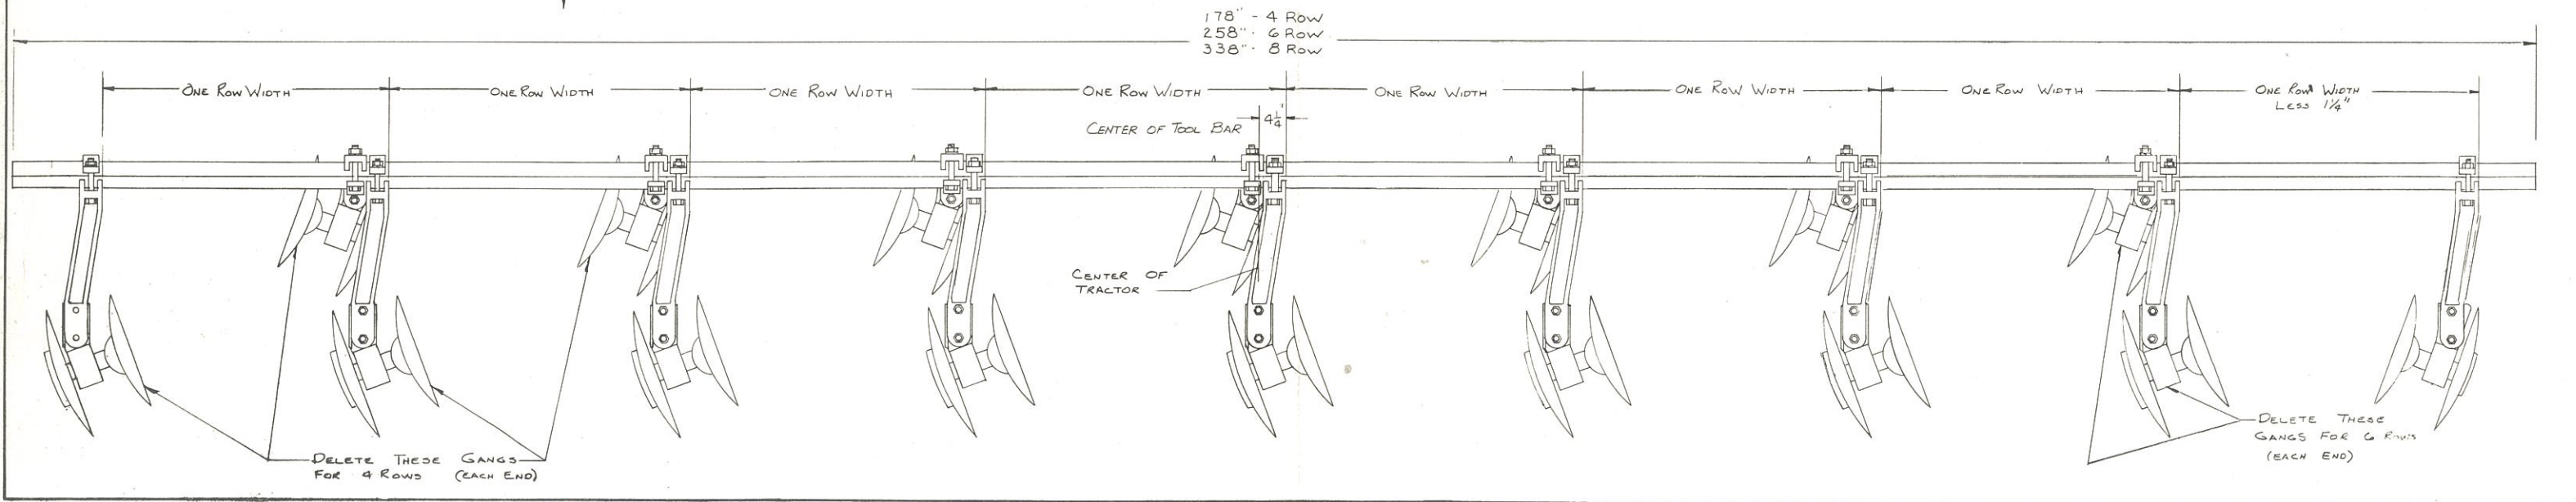 178" - 4 ROW
258" - 6 ROW
338" - 8 ROW
ONE ROW WIDTH
ONE ROW WIDTH
ONE ROW WIDTH
ONE ROW WIDTH
ONE ROW WIDTH
ONE ROW WIDTH
ONE ROW WIDTH
ONE ROW WIDTH
LESS 1¼"
CENTER OF TOOL BAR
4¼"
CENTER OF
TRACTOR
DELETE THESE GANGS
FOR 4 ROWS (EACH END)
DELETE THESE
GANGS FOR 6 ROWS
(EACH END)